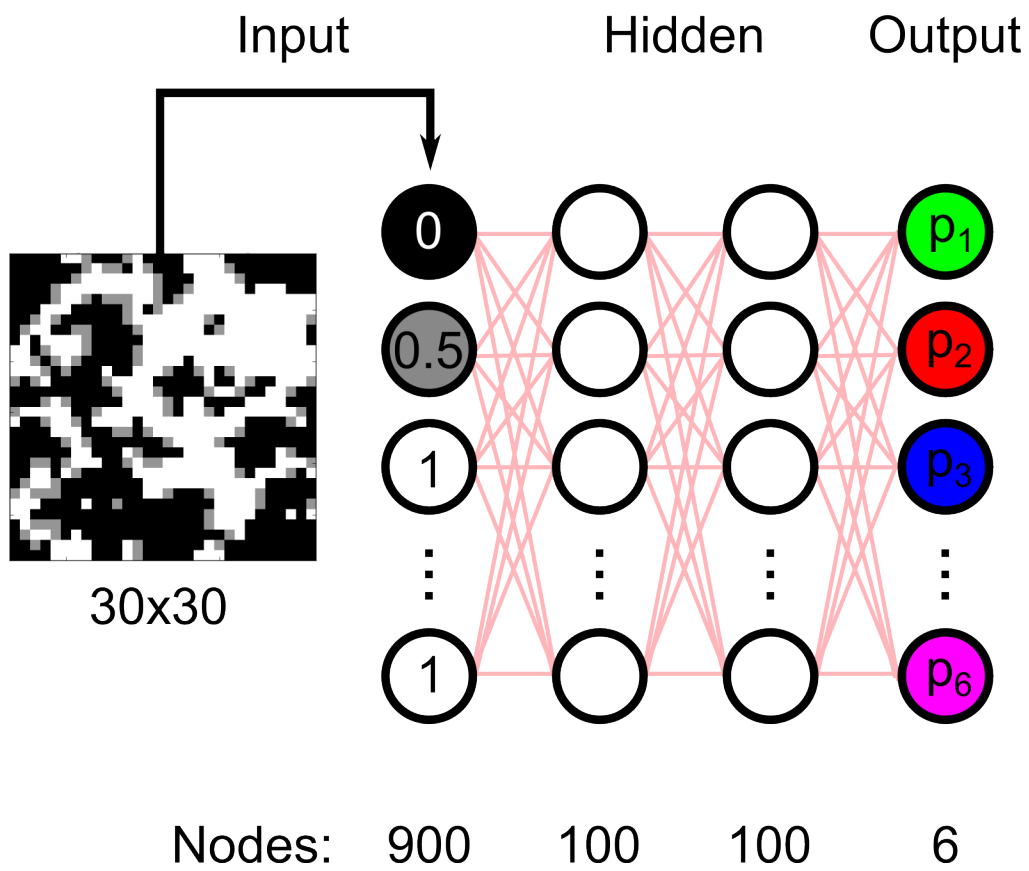 Input Hidden Output
0 p1
0.5 p2
1 p3
30x30
1 p6
Nodes: 900 100 100 6